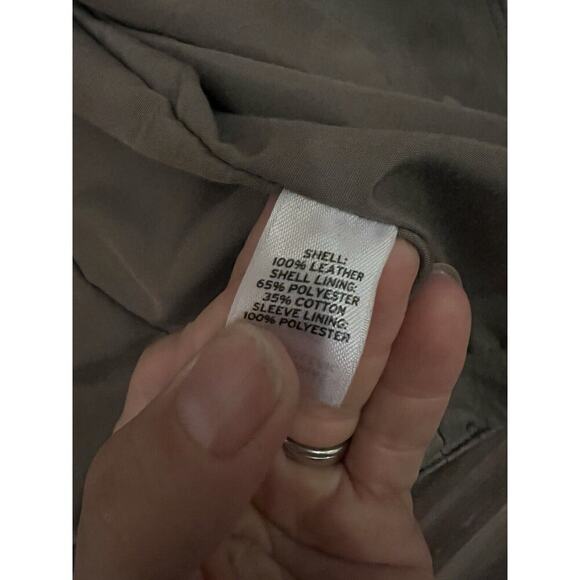 SHELL:
100% LEATHER
SHELL LINING:
65% POLYESTER
35% COTTON
SLEEVE LINING:
100% POLYESTER